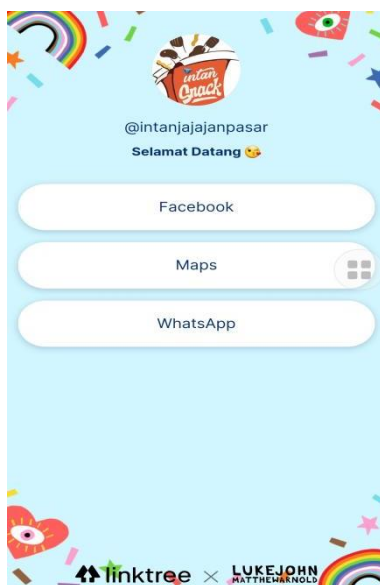 intan
Snack
@intanjajajanpasar
Selamat Datang 😘
Facebook
Maps
WhatsApp
linktree × LUKEJOHN
MATTHEWARNOLD